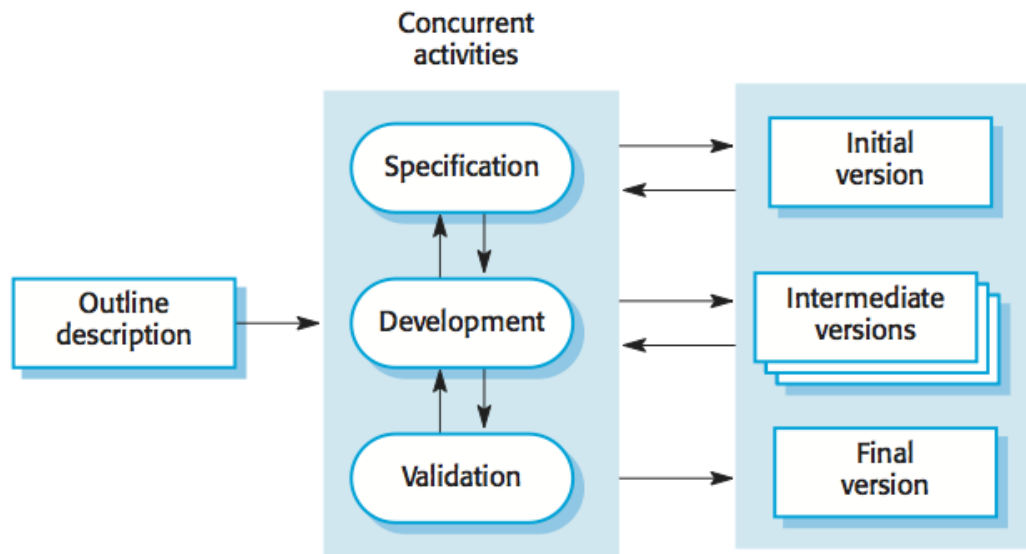 Concurrent
activities
Outline
description
Specification
Development
Validation
Initial
version
Intermediate
versions
Final
version